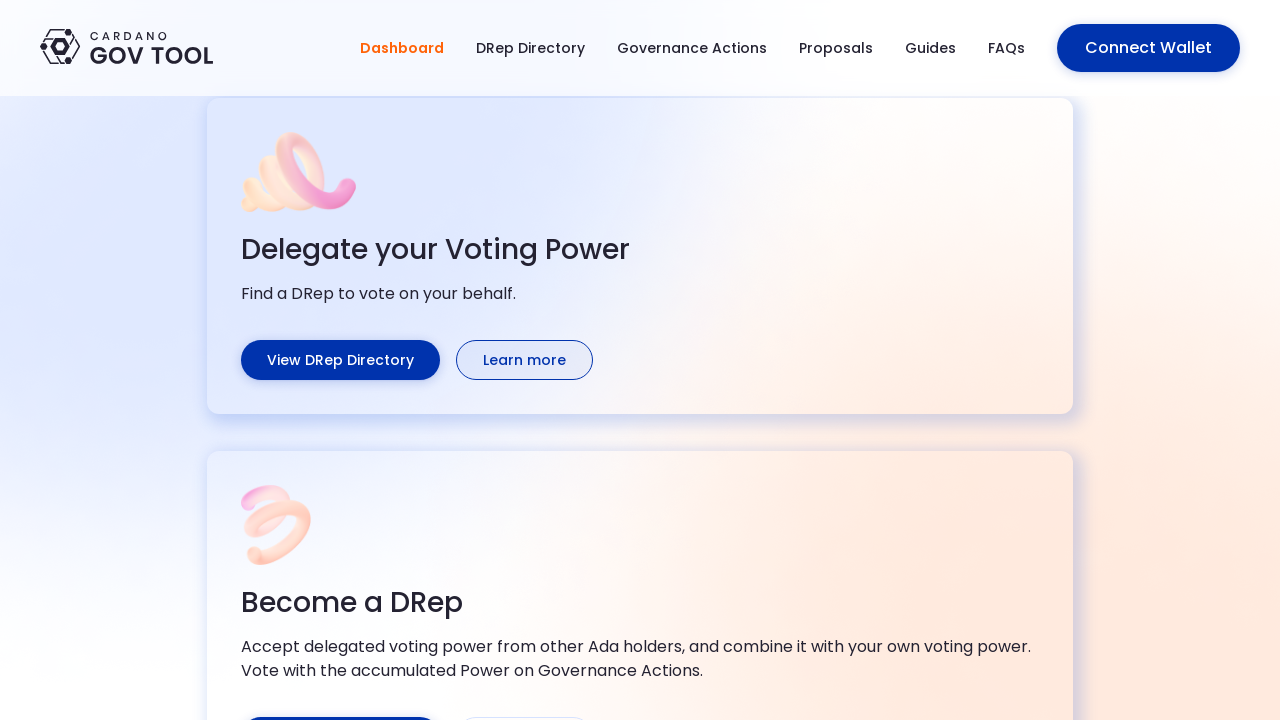 CARDANO
GOV TOOL
Dashboard
DRep Directory
Governance Actions
Proposals
Guides
FAQs
Connect Wallet
Delegate your Voting Power
Find a DRep to vote on your behalf.
View DRep Directory
Learn more
Become a DRep
Accept delegated voting power from other Ada holders, and combine it with your own voting power.
Vote with the accumulated Power on Governance Actions.